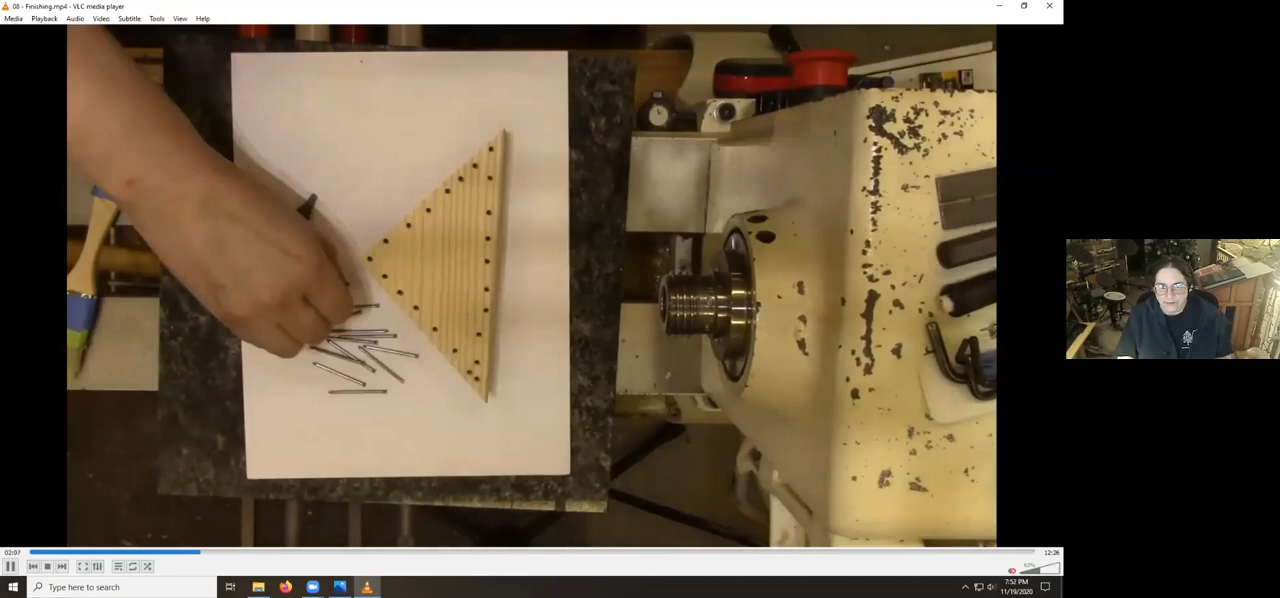 08 - Finishing.mp4 - VLC media player
Media Playback Audio Video Subtitle Tools View Help
02:07
12:26
Type here to search
7:52 PM
11/19/2020